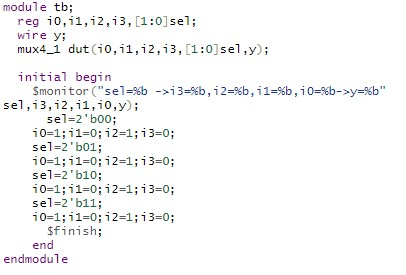 module tb;
reg i0,i1,i2,i3,[1:0]sel;
wire y;
mux4_1 dut(i0,i1,i2,i3,[1:0]sel,y);
initial begin
$monitor("sel=%b ->i3=%b,i2=%b,i1=%b,i0=%b->y=%b"
sel,i3,i2,i1,i0,y);
sel=2'b00;
i0=1;i1=0;i2=1;i3=0;
sel=2'b01;
i0=1;i1=0;i2=1;i3=0;
sel=2'b10;
i0=1;i1=0;i2=1;i3=0;
sel=2'b11;
i0=1;i1=0;i2=1;i3=0;
$finish;
end
endmodule